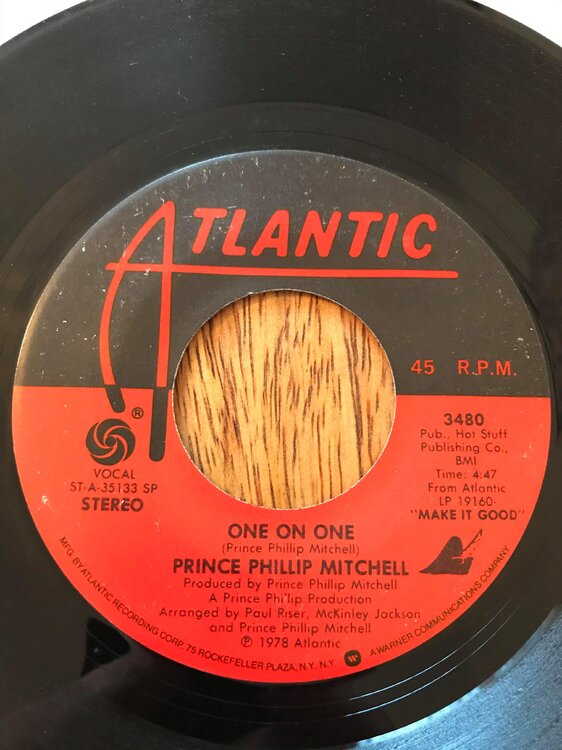 ATLANTIC
45 R.P.M.
®
VOCAL
ST-A-35133 SP
STEREO
3480
Pub., Hot Stuff
Publishing Co.,
BMI
Time: 4:47
From Atlantic
LP 19160-
"MAKE IT GOOD"
ONE ON ONE
(Prince Phillip Mitchell)
PRINCE PHILLIP MITCHELL
Produced by Prince Phillip Mitchell
A Prince Phillip Production
Arranged by Paul Riser, McKinley Jackson
and Prince Phillip Mitchell
℗ 1978 Atlantic
MFG BY ATLANTIC RECORDING CORP. 75 ROCKEFELLER PLAZA, N.Y. N.Y. W A WARNER COMMUNICATIONS COMPANY